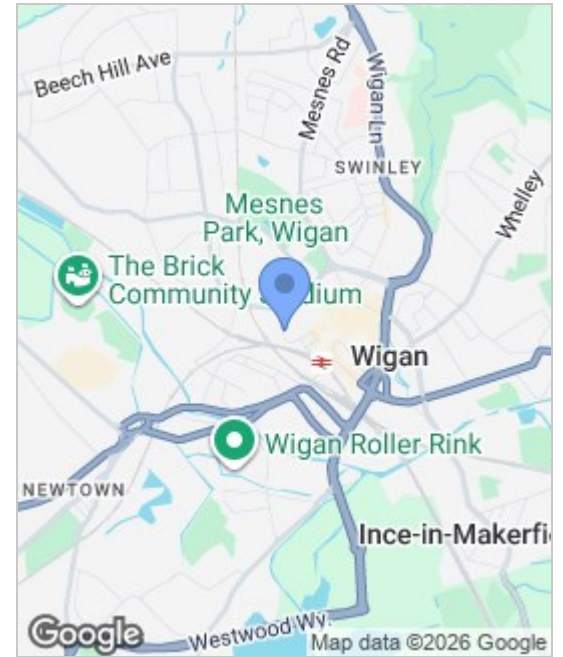 Beech Hill Ave
Mesnes Rd
Wigan Ln
SWINLEY
Whelley
Mesnes
Park, Wigan
The Brick
Community Stadium
Wigan
Wigan Roller Rink
NEWTOWN
Ince-in-Makerfi
Westwood Wy.
Google
Map data ©2026 Google